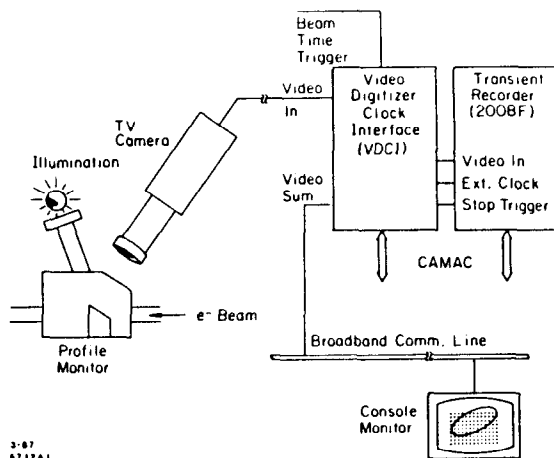 Beam
Time
Trigger
Video
In
TV
Camera
Illumination
Video
Digitizer
Clock
Interface
(VDCI)
Transient
Recorder
(2008F)
Video In
Ext. Clock
Stop Trigger
Video
Sum
CAMAC
e- Beam
Profile
Monitor
Broadband Comm. Line
Console
Monitor
3-87
5717A1